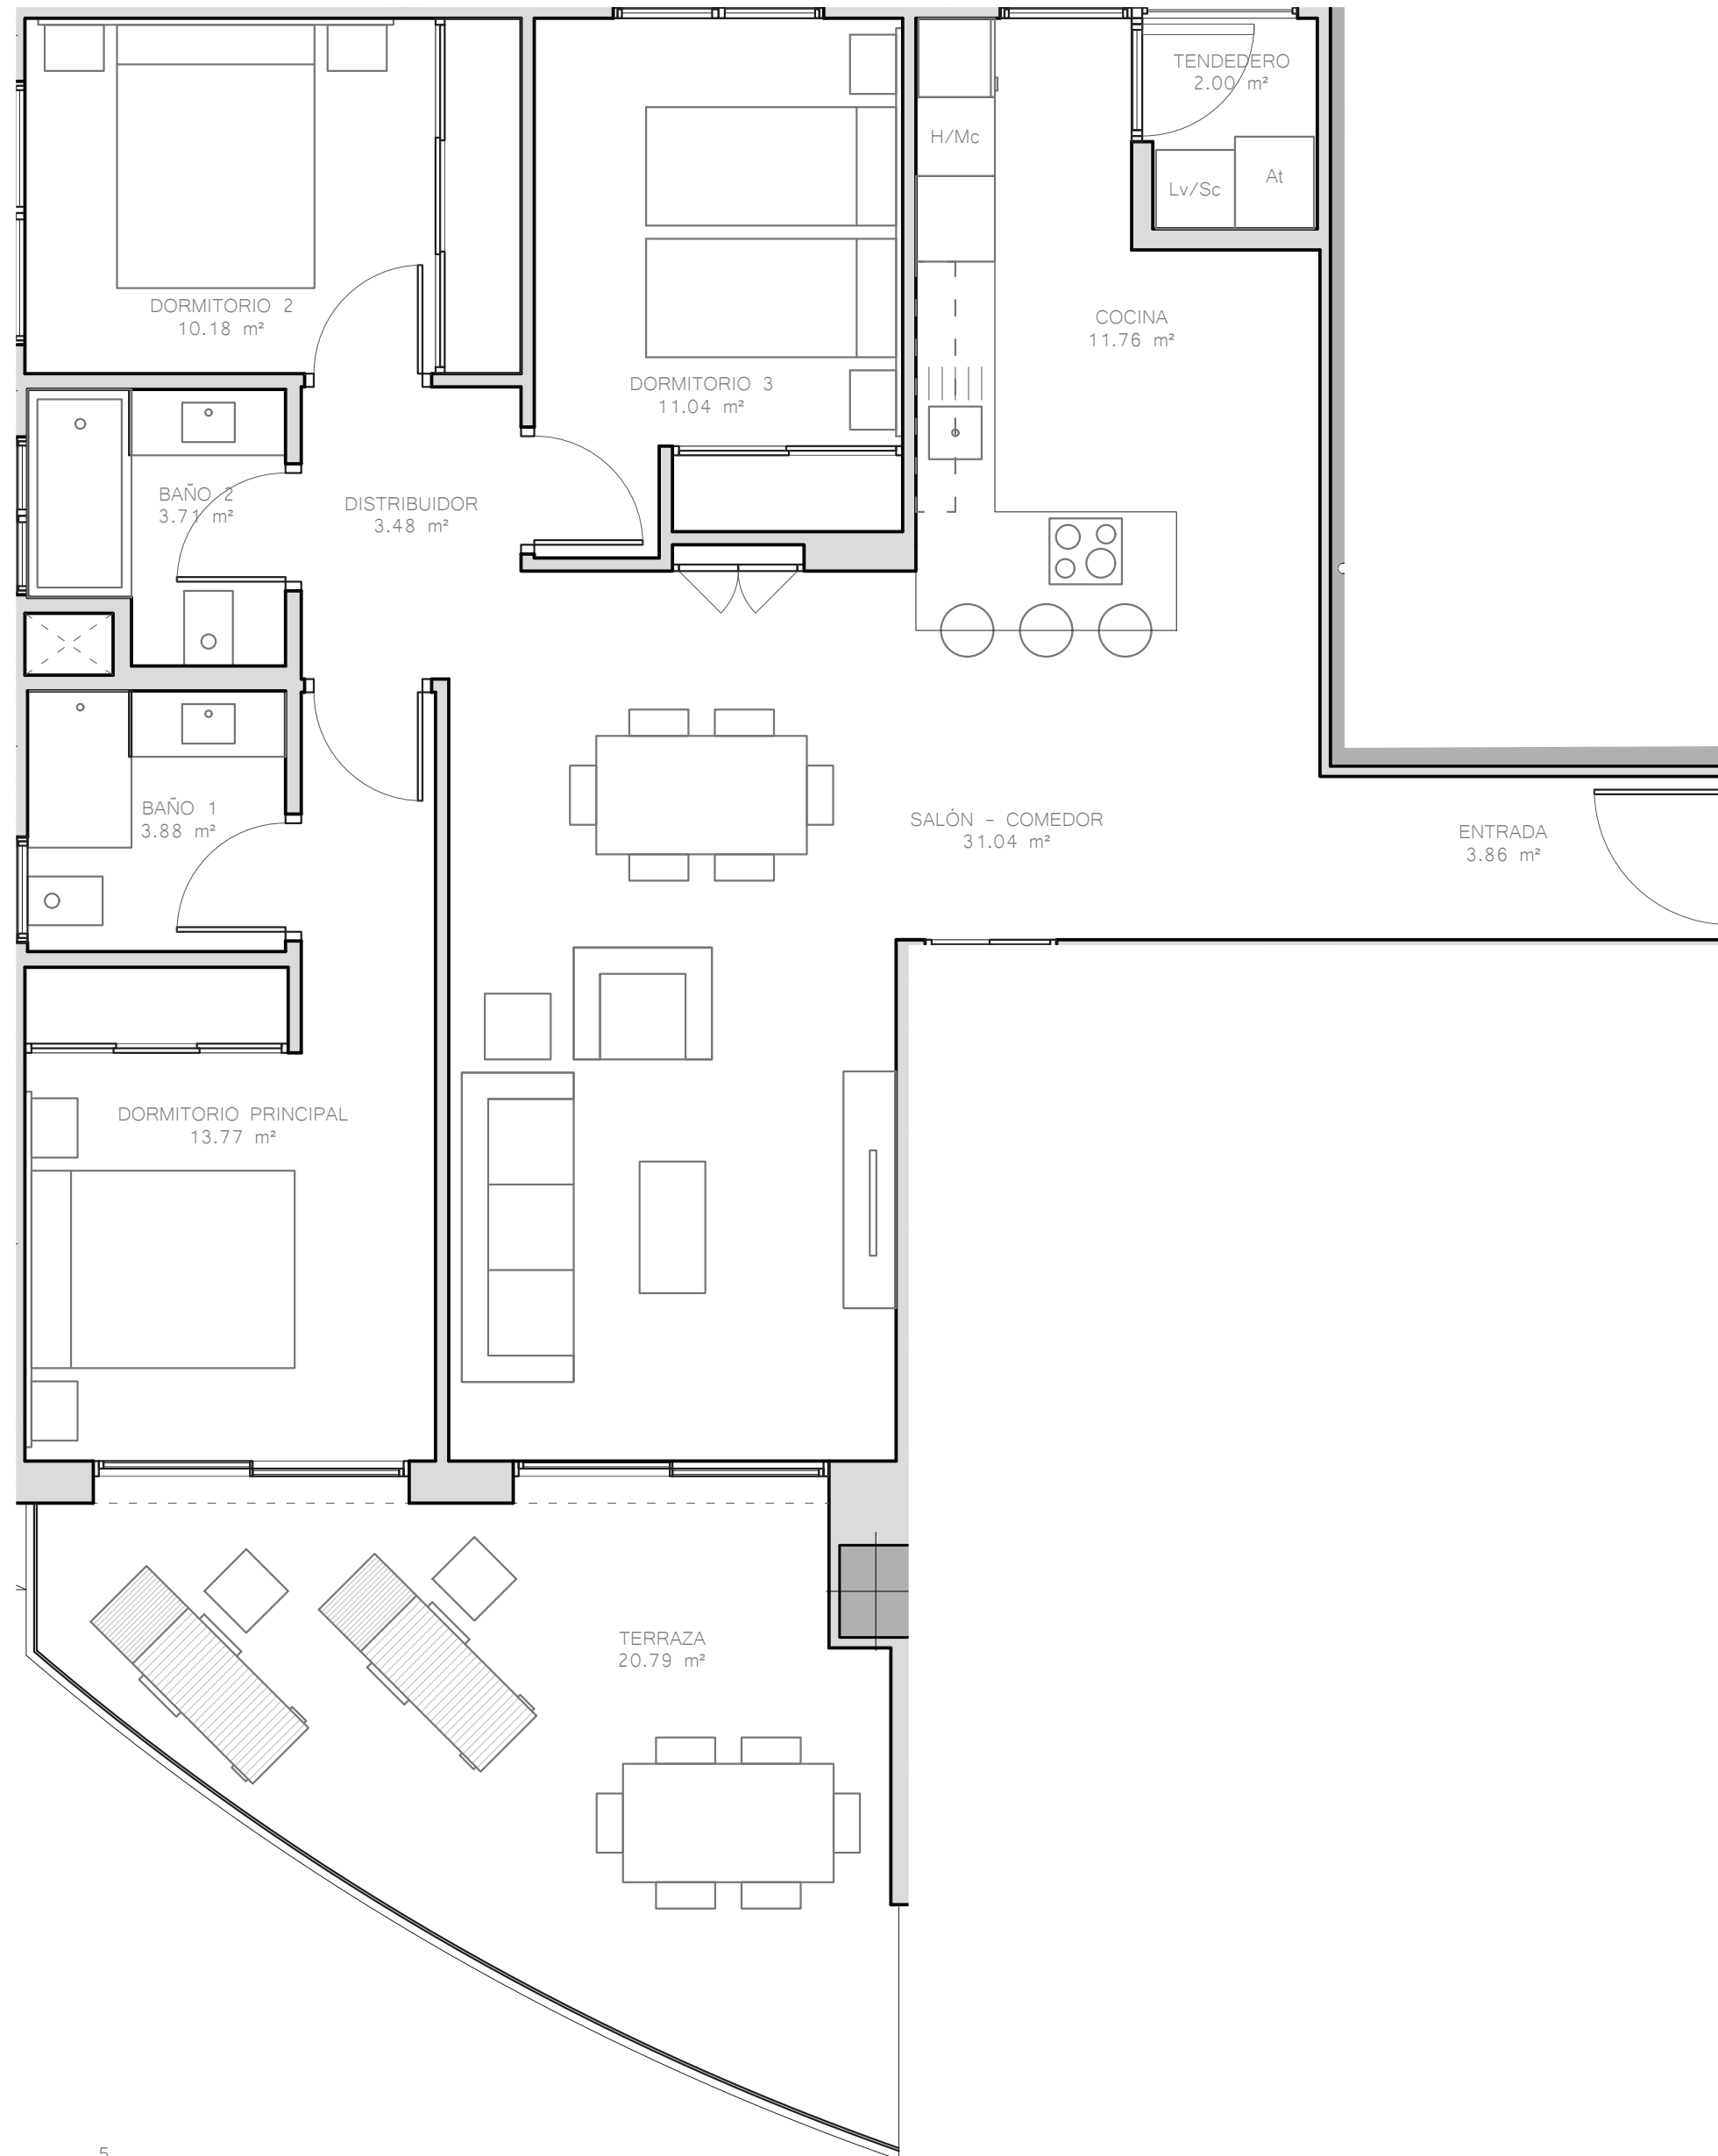 TENDEDERO
2.00 m²
H/Mc
Lv/Sc
At
DORMITORIO 2
10.18 m²
COCINA
11.76 m²
DORMITORIO 3
11.04 m²
BAÑO 2
3.71 m²
DISTRIBUIDOR
3.48 m²
BAÑO 1
3.88 m²
SALÓN - COMEDOR
31.04 m²
ENTRADA
3.86 m²
DORMITORIO PRINCIPAL
13.77 m²
TERRAZA
20.79 m²
5